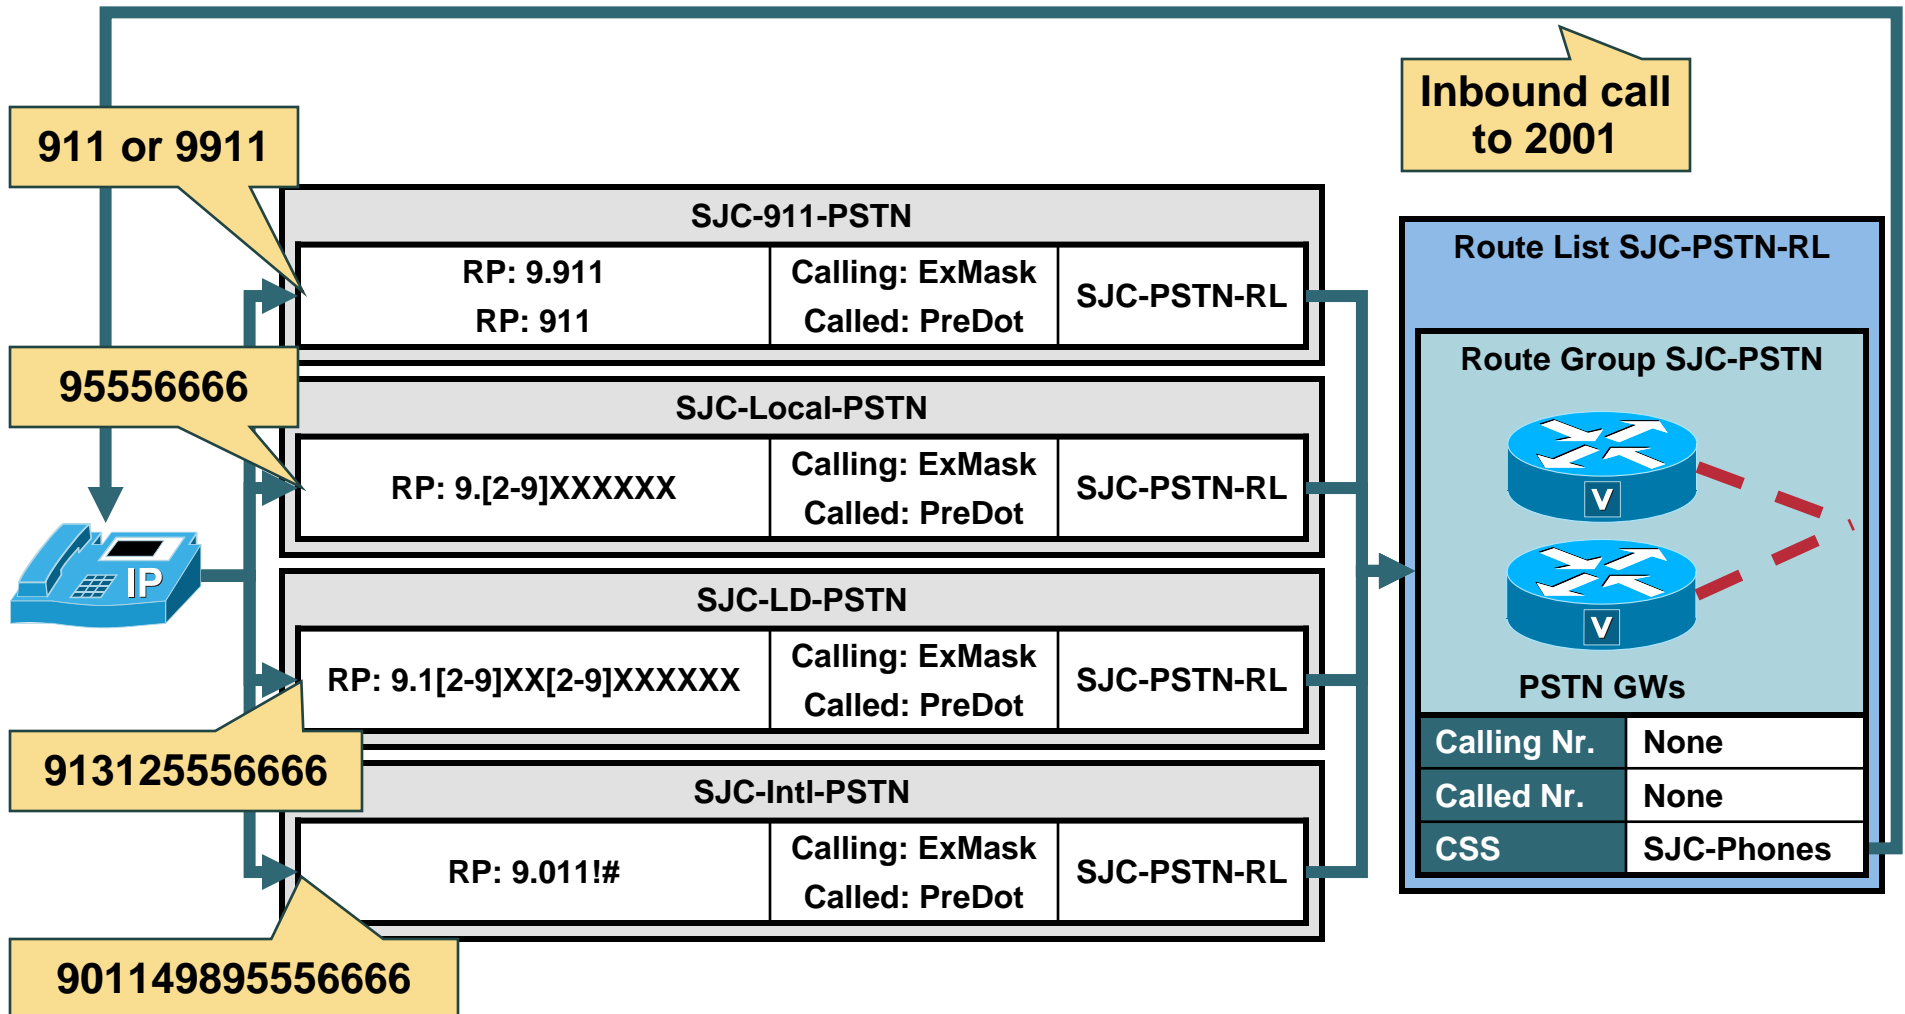 Inbound call
to 2001
911 or 9911
SJC-911-PSTN
RP: 9.911
RP: 911
Calling: ExMask
Called: PreDot
SJC-PSTN-RL
95556666
SJC-Local-PSTN
RP: 9.[2-9]XXXXXX
Calling: ExMask
Called: PreDot
SJC-PSTN-RL
IP
SJC-LD-PSTN
RP: 9.1[2-9]XX[2-9]XXXXXX
Calling: ExMask
Called: PreDot
SJC-PSTN-RL
913125556666
SJC-Intl-PSTN
RP: 9.011!#
Calling: ExMask
Called: PreDot
SJC-PSTN-RL
901149895556666
Route List SJC-PSTN-RL
Route Group SJC-PSTN
V
V
PSTN GWs
Calling Nr. None
Called Nr. None
CSS SJC-Phones